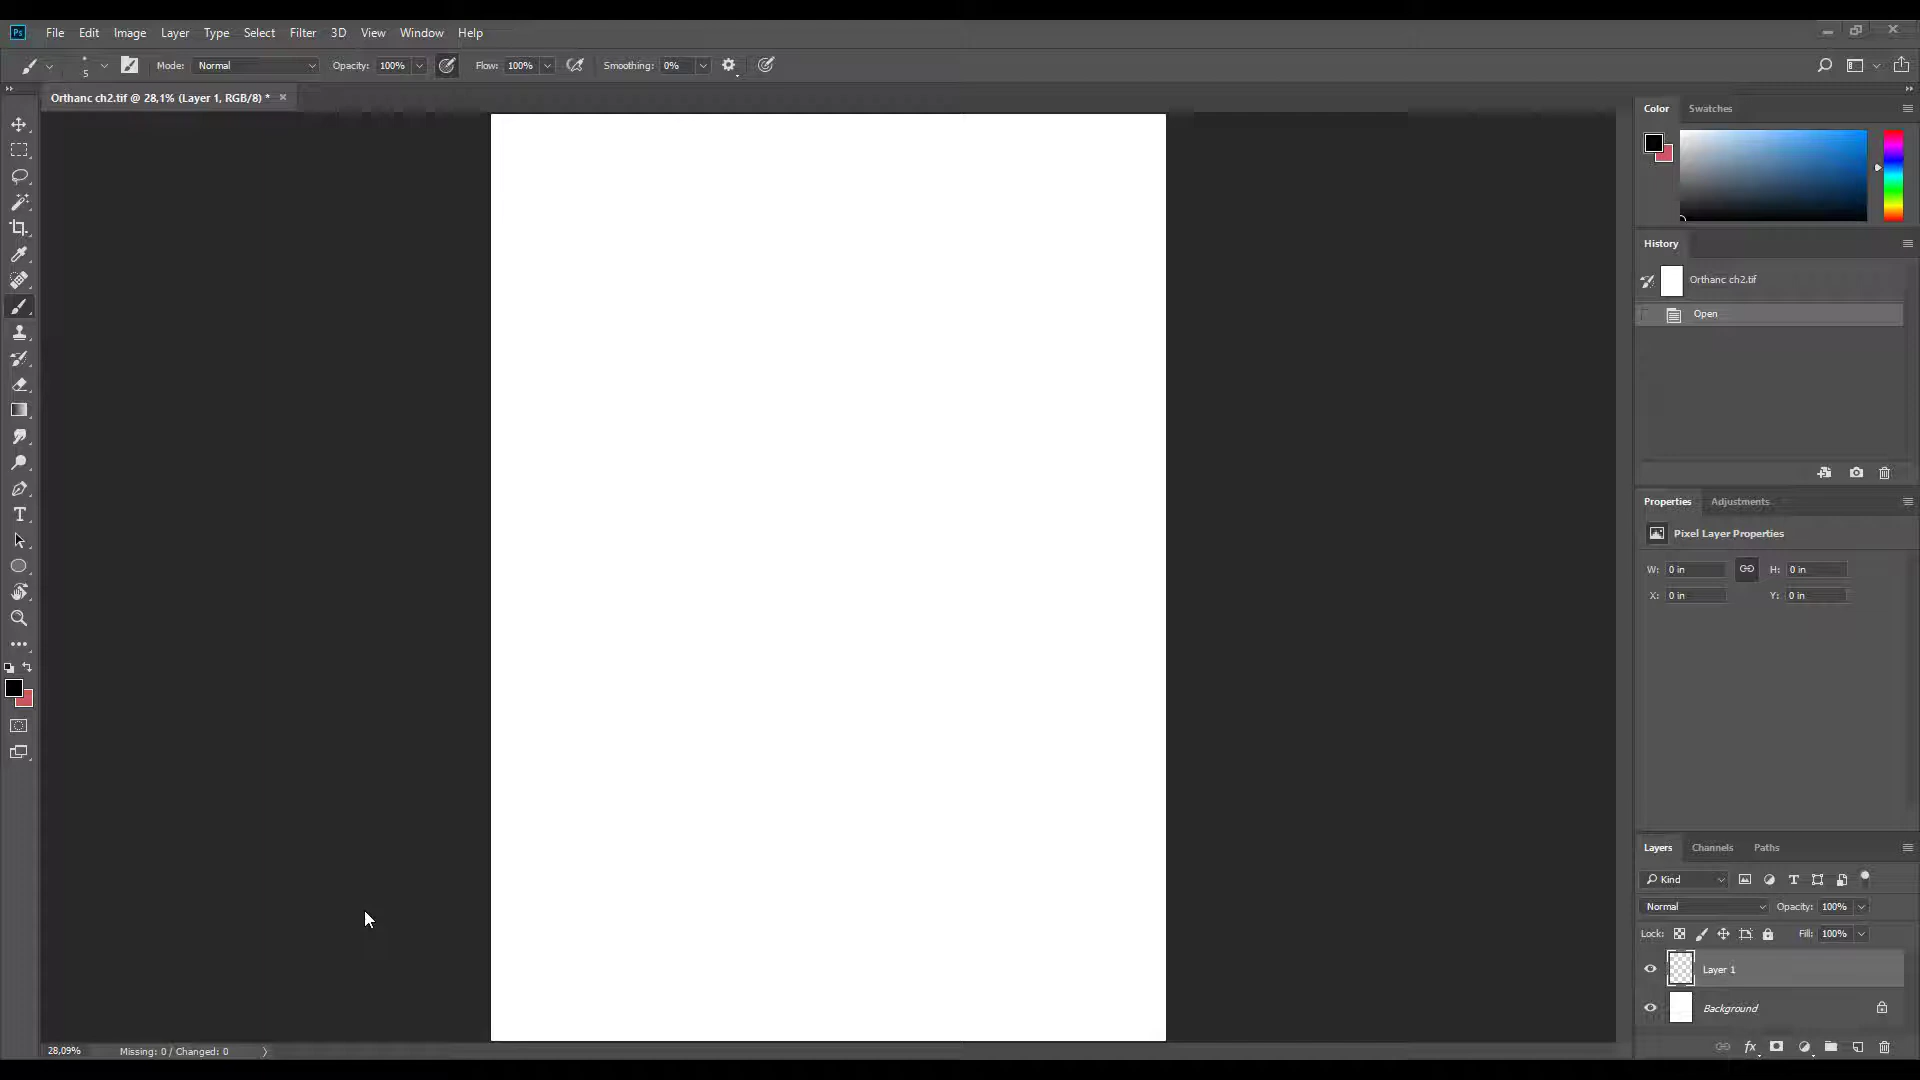 Ps File Edit Image Layer Type Select Filter 3D View Window Help
5 Mode: Normal Opacity: 100% Flow: 100% Smoothing: 0%
Orthanc ch2.tif @ 28,1% (Layer 1, RGB/8) *
Color Swatches
History
Orthanc ch2.tif
Open
Properties Adjustments
Pixel Layer Properties
W: 0 in H: 0 in
X: 0 in Y: 0 in
Layers Channels Paths
Kind
Normal Opacity: 100%
Lock: Fill: 100%
Layer 1
Background
fx
28,09% Missing: 0 / Changed: 0